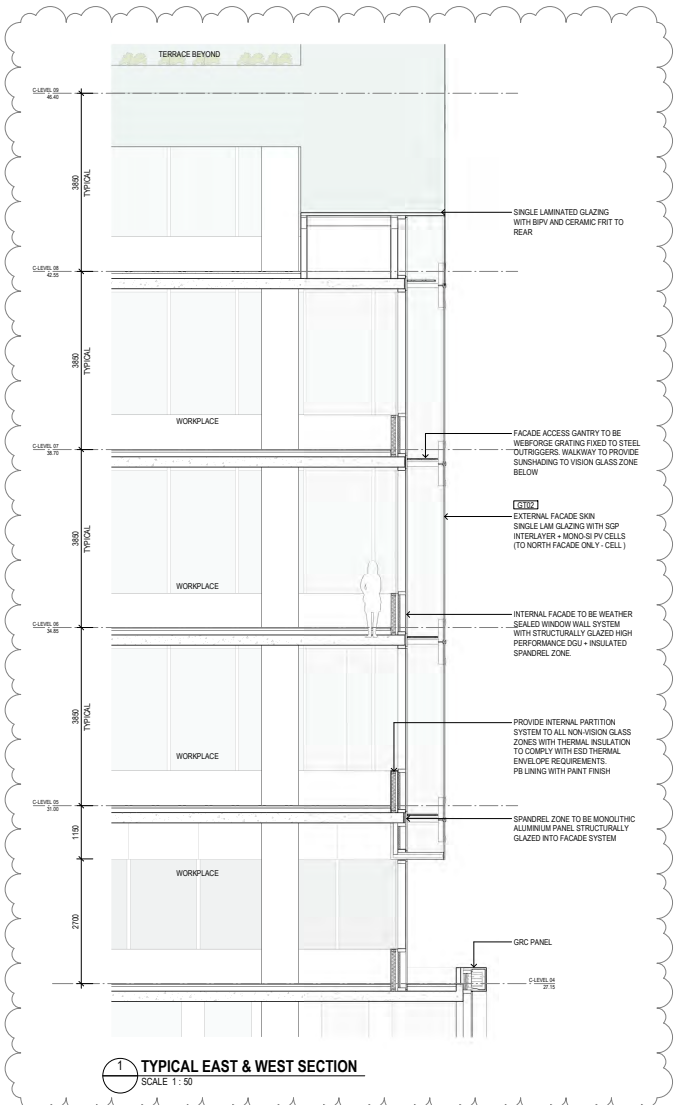 TERRACE BEYOND
C-LEVEL 09
46.40
3850
TYPICAL
SINGLE LAMINATED GLAZING
WITH BIPV AND CERAMIC FRIT TO
REAR
C-LEVEL 08
42.55
3850
TYPICAL
WORKPLACE
FACADE ACCESS GANTRY TO BE
WEBFORGE GRATING FIXED TO STEEL
OUTRIGGERS. WALKWAY TO PROVIDE
SUNSHADING TO VISION GLASS ZONE
BELOW
C-LEVEL 07
38.70
GT02
EXTERNAL FACADE SKIN
SINGLE LAM GLAZING WITH SGP
INTERLAYER + MONO-SI PV CELLS
(TO NORTH FACADE ONLY - CELL )
3850
TYPICAL
WORKPLACE
INTERNAL FACADE TO BE WEATHER
SEALED WINDOW WALL SYSTEM
WITH STRUCTURALLY GLAZED HIGH
PERFORMANCE DGU + INSULATED
SPANDREL ZONE.
C-LEVEL 06
34.85
3850
TYPICAL
PROVIDE INTERNAL PARTITION
SYSTEM TO ALL NON-VISION GLASS
ZONES WITH THERMAL INSULATION
TO COMPLY WITH ESD THERMAL
ENVELOPE REQUIREMENTS.
PB LINING WITH PAINT FINISH
WORKPLACE
C-LEVEL 05
31.00
SPANDREL ZONE TO BE MONOLITHIC
ALUMINIUM PANEL STRUCTURALLY
GLAZED INTO FACADE SYSTEM
1150
WORKPLACE
2700
GRC PANEL
C-LEVEL 04
27.15
1
TYPICAL EAST & WEST SECTION
SCALE 1 : 50